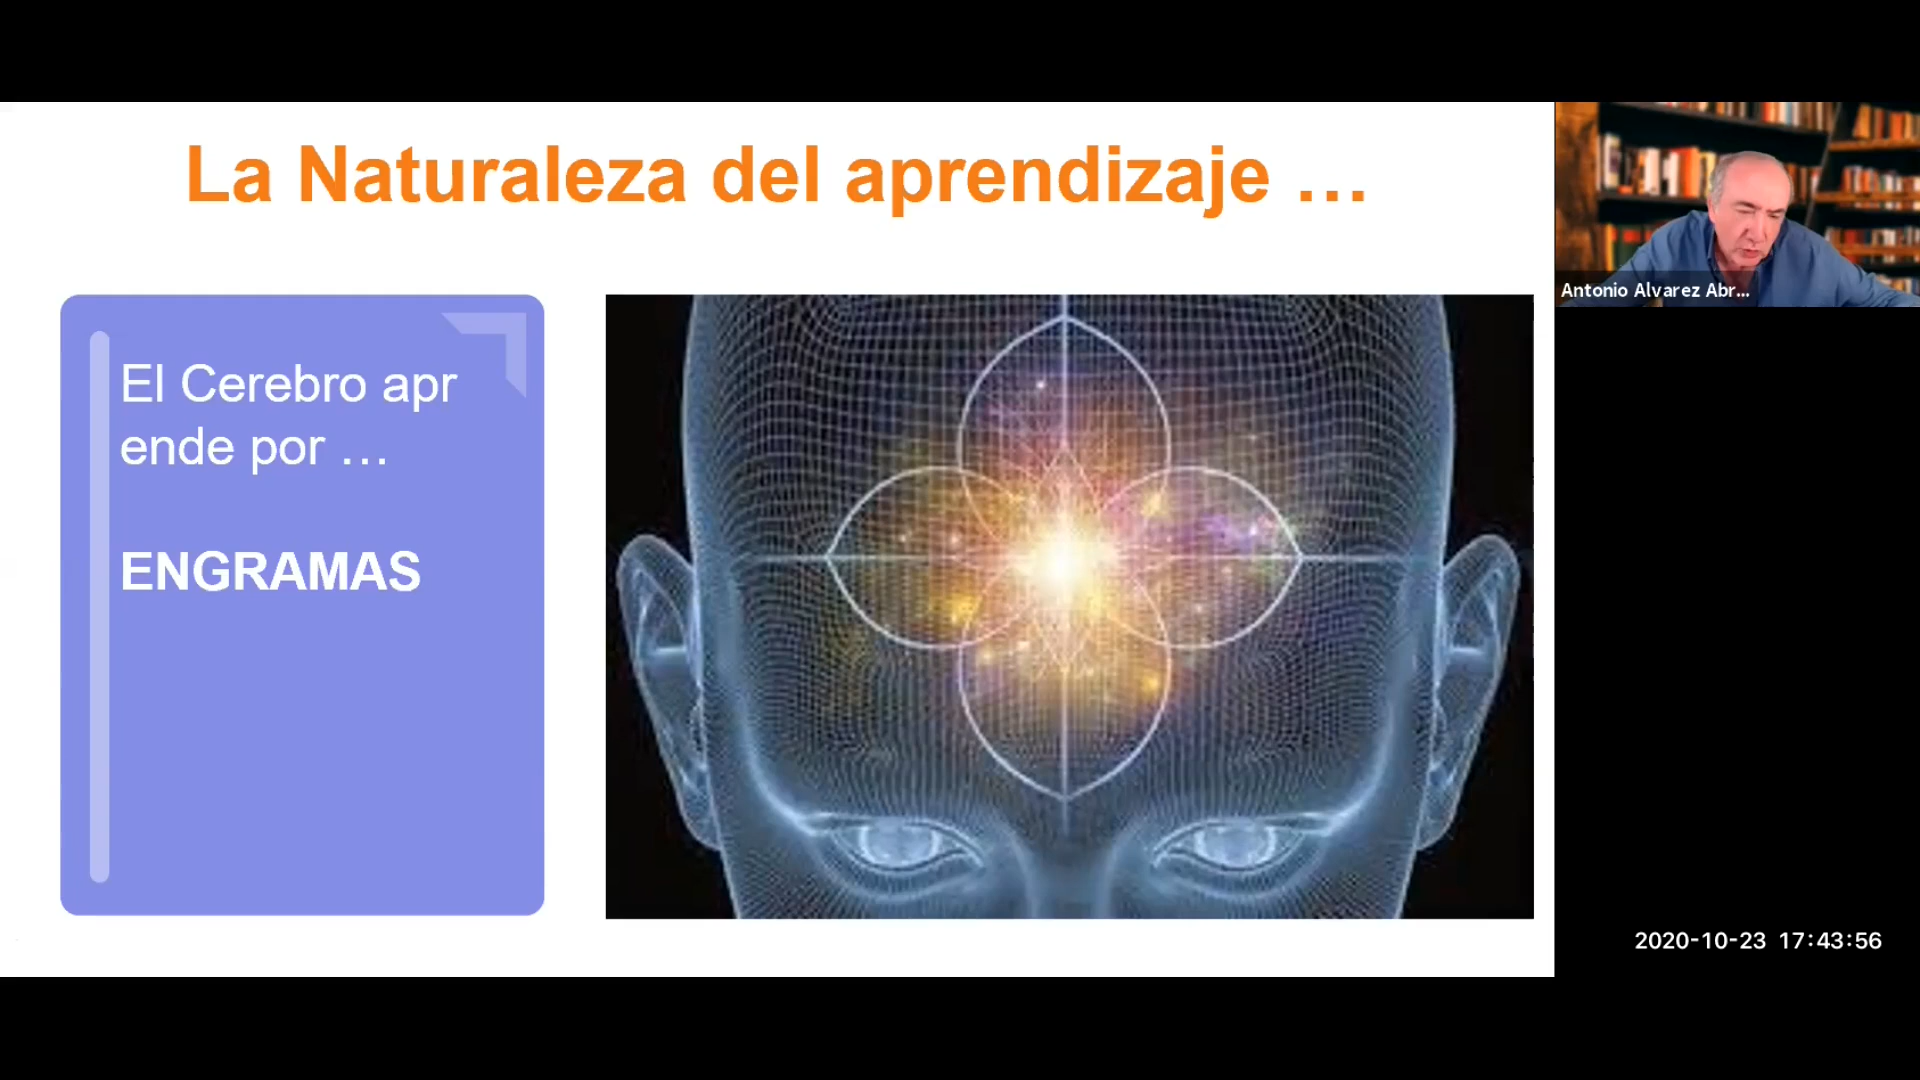 La Naturaleza del aprendizaje …
El Cerebro apr
ende por …
ENGRAMAS
Antonio Alvarez Abr...
2020-10-23 17:43:56